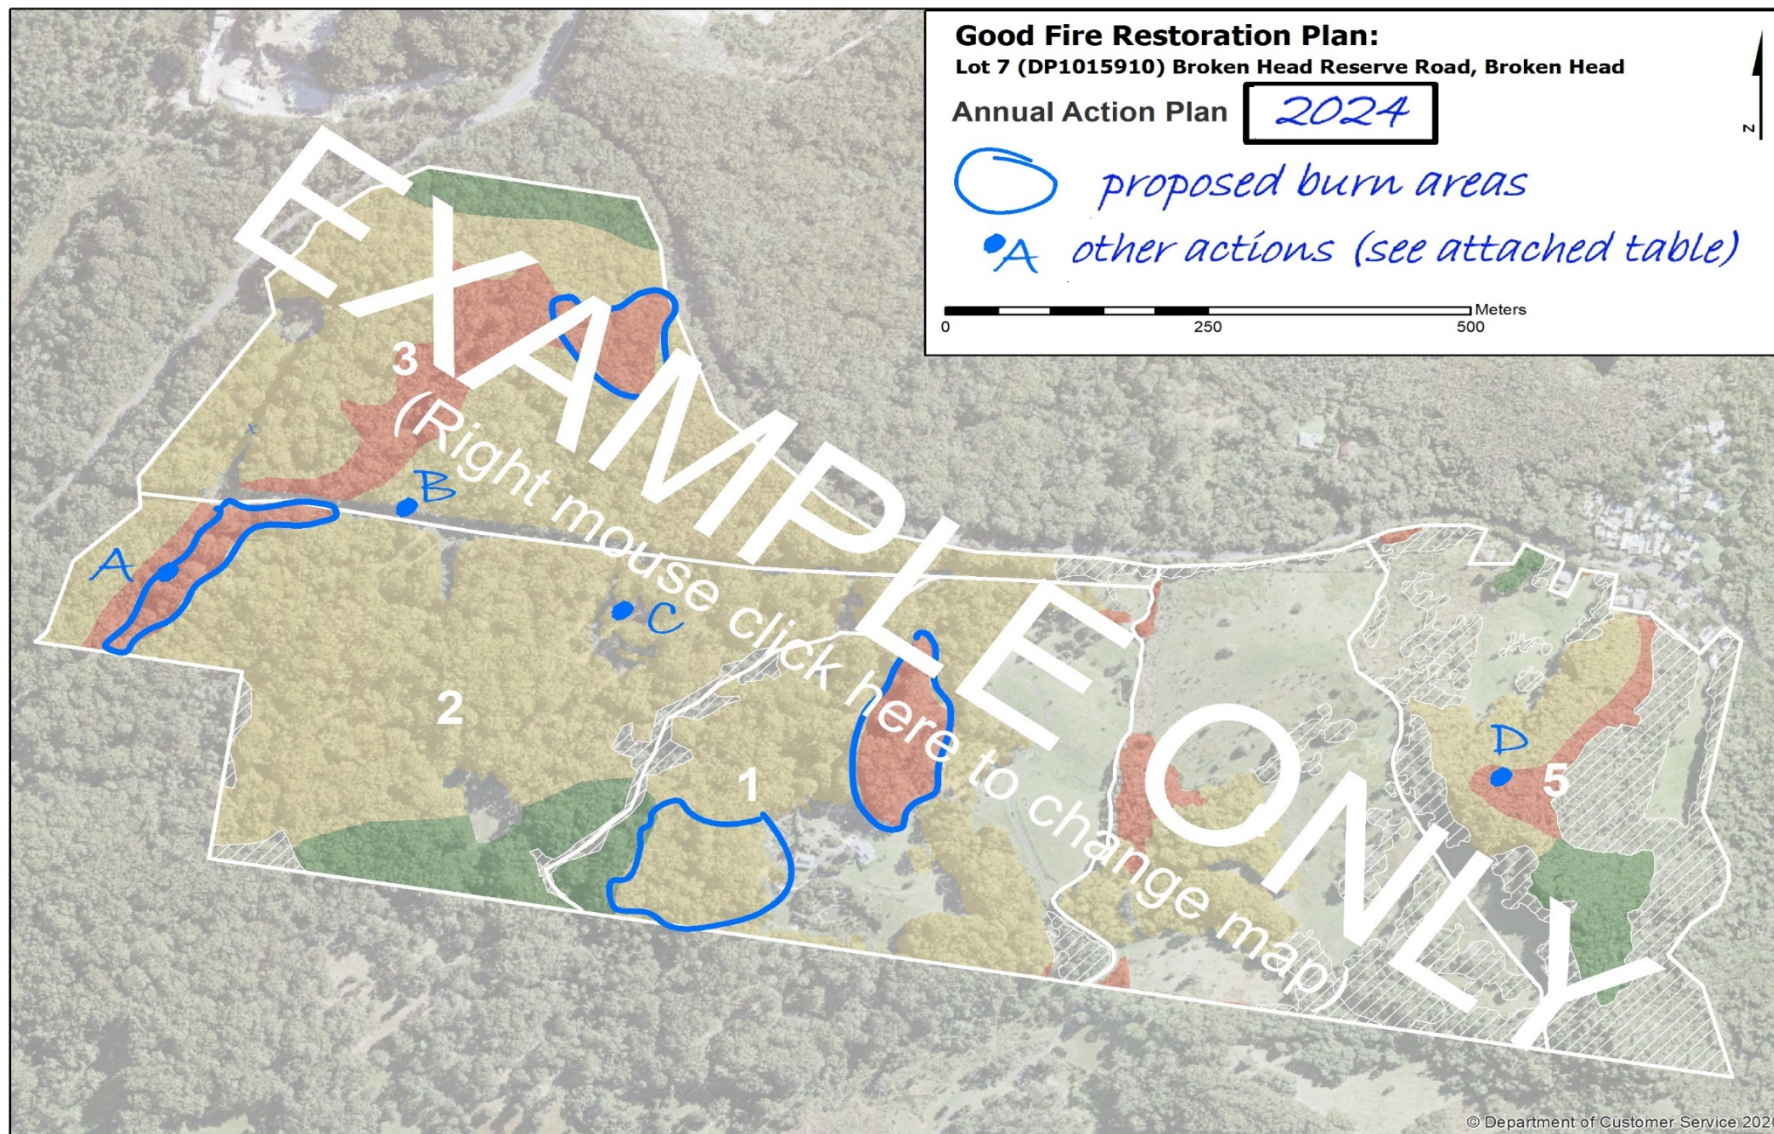 Good Fire Restoration Plan:
Lot 7 (DP1015910) Broken Head Reserve Road, Broken Head
Annual Action Plan 2024
proposed burn areas
A other actions (see attached table)
Meters
0 250 500
N
EXAMPLE ONLY
(Right mouse click here to change map)
3
x
B
A
C
2
1
D
5
© Department of Customer Service 2020